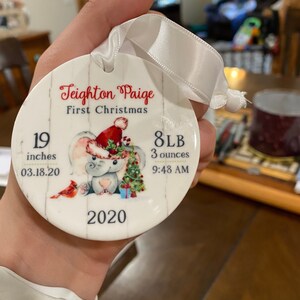 Teighton Paige
First Christmas
19
inches
03.18.20
8LB
3 ounces
9:48 AM
2020